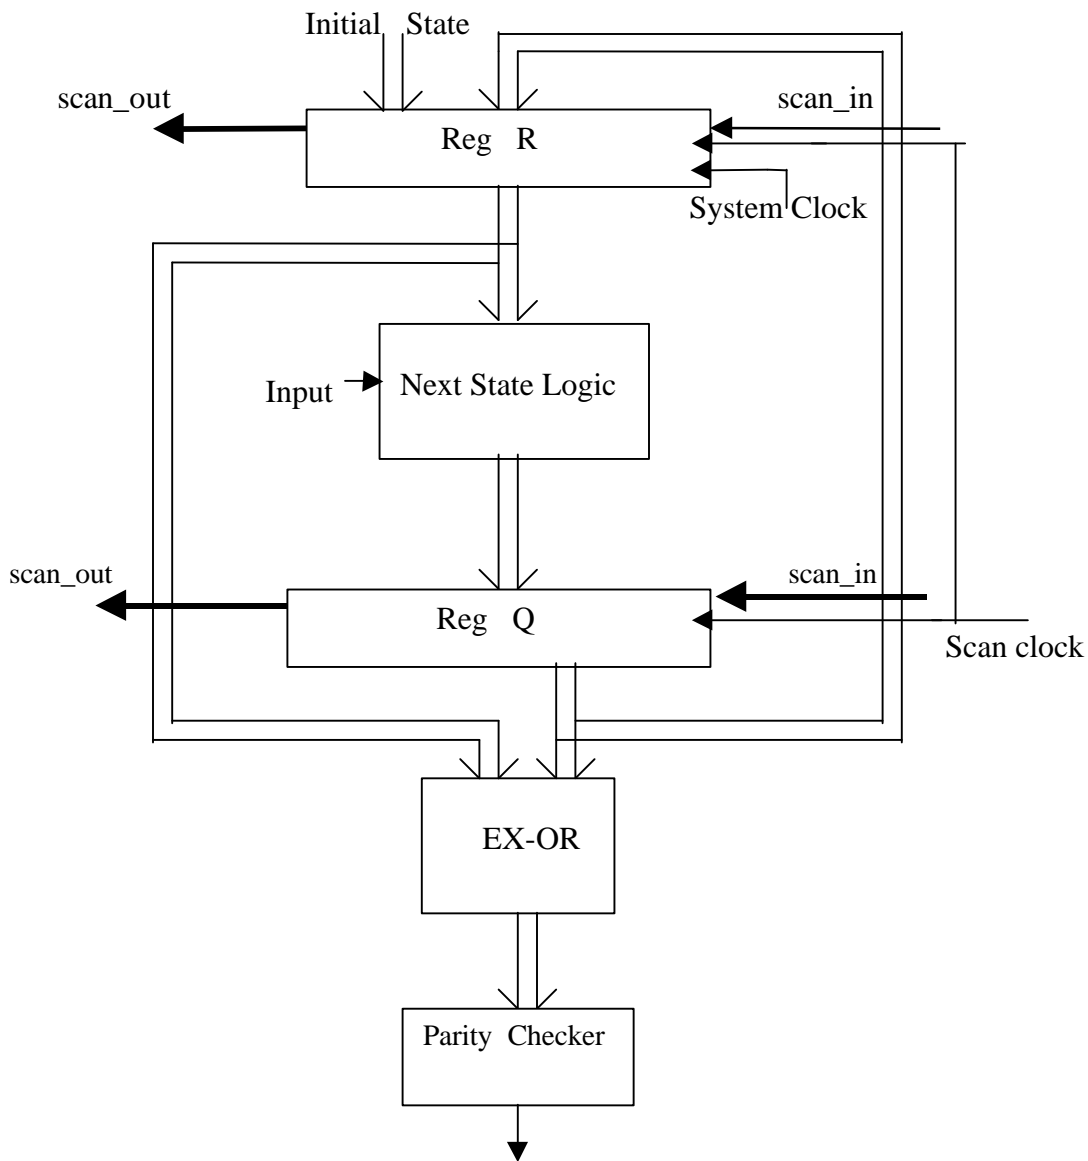 Initial State
scan_out
scan_in
Reg R
System Clock
Input
Next State Logic
scan_out
scan_in
Reg Q
Scan clock
EX-OR
Parity Checker